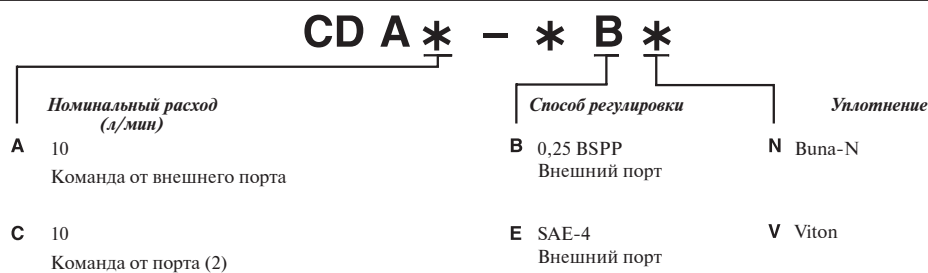 CD A * – * B *
Номинальный расход
(л/мин)
Способ регулировки
Уплотнение
A 10
Команда от внешнего порта
B 0,25 BSPP
Внешний порт
N Buna-N
C 10
Команда от порта (2)
E SAE-4
Внешний порт
V Viton